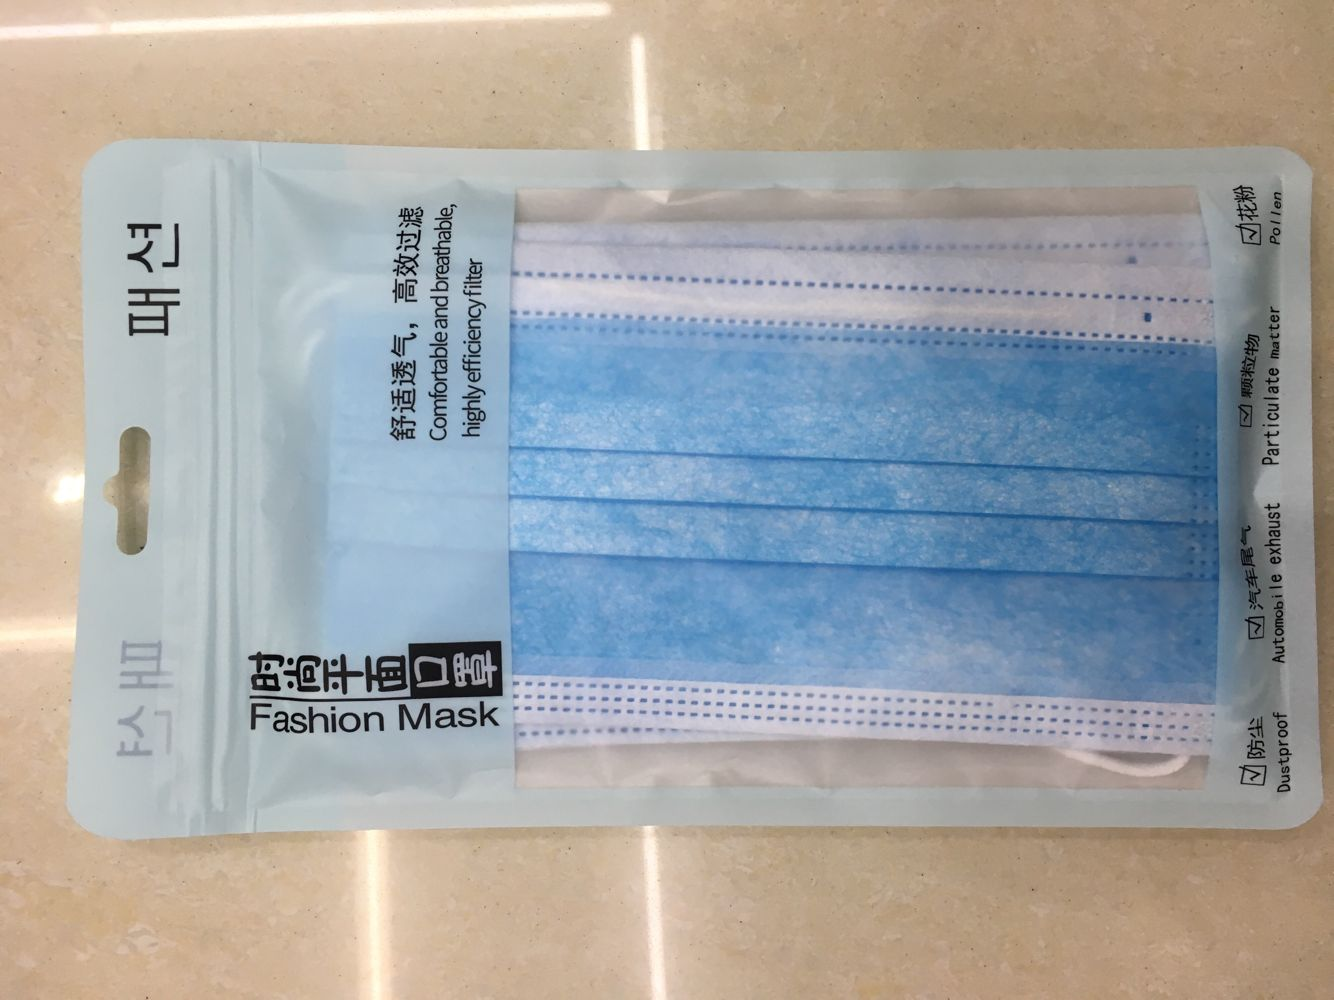 패션
舒适透气，高效过滤
Comfortable and breathable,
highly efficiency filter
时尚平面口罩
Fashion Mask
防尘
Dustproof
汽车尾气
Automobile exhaust
颗粒物
Particulate matter
花粉
Pollen